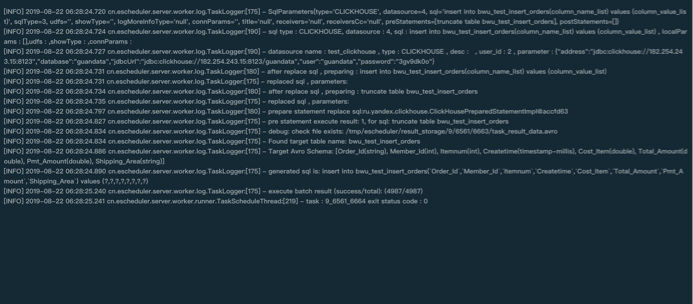 [INFO] 2019-08-22 06:28:24.720 cn.escheduler.server.worker.log.TaskLogger:[175] - SqlParameters{type='CLICKHOUSE', datasource=4, sql='insert into bwu_test_insert_orders(column_name_list) values (column_value_lis
t)', sqlType=3, udfs='', showType='', logMoreInfoType='null', connParams='', title='null', receivers='null', receiversCc='null', preStatements=[truncate table bwu_test_insert_orders], postStatements=[]}
[INFO] 2019-08-22 06:28:24.724 cn.escheduler.server.worker.log.TaskLogger:[190] - sql type : CLICKHOUSE, datasource : 4, sql : insert into bwu_test_insert_orders(column_name_list) values (column_value_list) , localPar
ms : [],udfs : ,showType : ,connParams :
[INFO] 2019-08-22 06:28:24.727 cn.escheduler.server.worker.log.TaskLogger:[190] - datasource name : test_clickhouse , type : CLICKHOUSE , desc : , user_id : 2 , parameter : {"address":"jdbc:clickhouse://182.254.24
3.15:8123","database":"guandata","jdbcUrl":"jdbc:clickhouse://182.254.243.15:8123/guandata","user":"guandata","password":"3gv9dk0o"}
[INFO] 2019-08-22 06:28:24.731 cn.escheduler.server.worker.log.TaskLogger:[180] - after replace sql , preparing : insert into bwu_test_insert_orders(column_name_list) values (column_value_list)
[INFO] 2019-08-22 06:28:24.731 cn.escheduler.server.worker.log.TaskLogger:[175] - replaced sql , parameters:
[INFO] 2019-08-22 06:28:24.734 cn.escheduler.server.worker.log.TaskLogger:[180] - after replace sql , preparing : truncate table bwu_test_insert_orders
[INFO] 2019-08-22 06:28:24.735 cn.escheduler.server.worker.log.TaskLogger:[175] - replaced sql , parameters:
[INFO] 2019-08-22 06:28:24.797 cn.escheduler.server.worker.log.TaskLogger:[180] - prepare statement replace sql:ru.yandex.clickhouse.ClickHousePreparedStatementImpl@accfd63
[INFO] 2019-08-22 06:28:24.827 cn.escheduler.server.worker.log.TaskLogger:[175] - pre statement execute result: 1, for sql: truncate table bwu_test_insert_orders
[INFO] 2019-08-22 06:28:24.834 cn.escheduler.server.worker.log.TaskLogger:[175] - debug: check file exists: /tmp/escheduler/result_storage/9/6561/6663/task_result_data.avro
[INFO] 2019-08-22 06:28:24.834 cn.escheduler.server.worker.log.TaskLogger:[175] - Found target table name: bwu_test_insert_orders
[INFO] 2019-08-22 06:28:24.886 cn.escheduler.server.worker.log.TaskLogger:[175] - Target Avro Schema: [Order_Id(string), Member_Id(int), Itemnum(int), Createtime(timestamp-millis), Cost_Item(double), Total_Amount(d
ouble), Pmt_Amount(double), Shipping_Area(string)]
[INFO] 2019-08-22 06:28:24.890 cn.escheduler.server.worker.log.TaskLogger:[175] - generated sql is: insert into bwu_test_insert_orders(`Order_Id`,`Member_Id`,`Itemnum`,`Createtime`,`Cost_Item`,`Total_Amount`,`Pmt_A
mount`,`Shipping_Area`) values (?,?,?,?,?,?,?,?)
[INFO] 2019-08-22 06:28:25.240 cn.escheduler.server.worker.log.TaskLogger:[175] - execute batch result (success/total): (4987/4987)
[INFO] 2019-08-22 06:28:25.241 cn.escheduler.server.worker.runner.TaskScheduleThread:[219] - task : 9_6561_6664 exit status code : 0